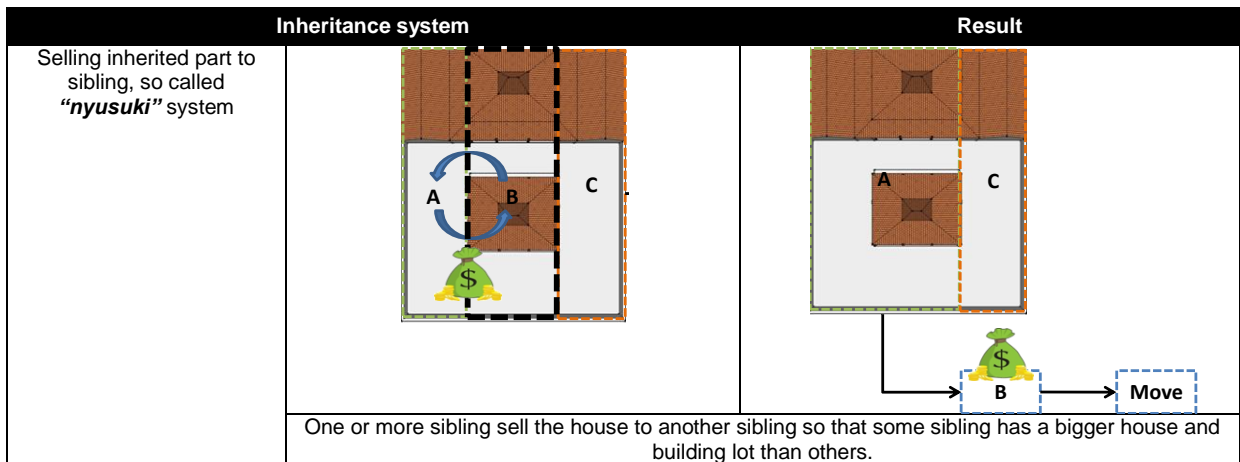 Inheritance system
Result
Selling inherited part to
sibling, so called
“nyusuki” system
A
B
C
$
A
C
$
B
Move
One or more sibling sell the house to another sibling so that some sibling has a bigger house and
building lot than others.